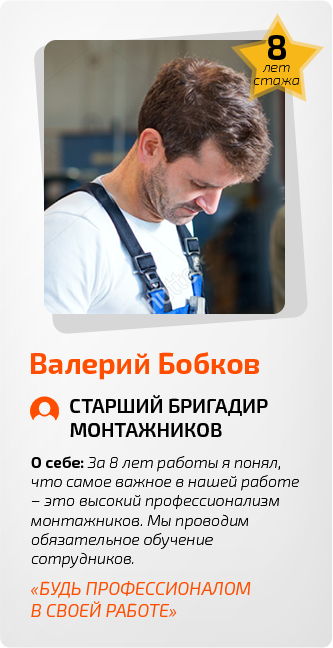 8
лет
стажа
Валерий Бобков
СТАРШИЙ БРИГАДИР
МОНТАЖНИКОВ
О себе: За 8 лет работы я понял,
что самое важное в нашей работе
– это высокий профессионализм
монтажников. Мы проводим
обязательное обучение
сотрудников.
«БУДЬ ПРОФЕССИОНАЛОМ
В СВОЕЙ РАБОТЕ»